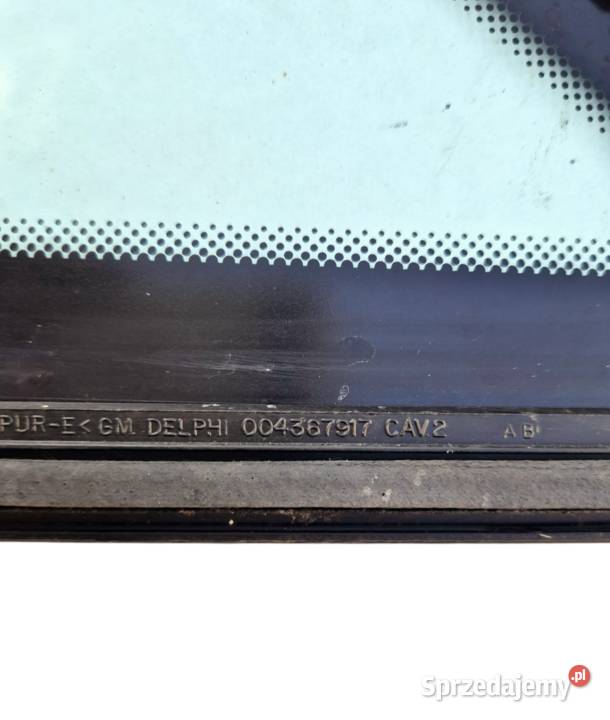 PUR-E< GM DELPHI 004367917 CAV2 AB
Sprzedajemy.pl